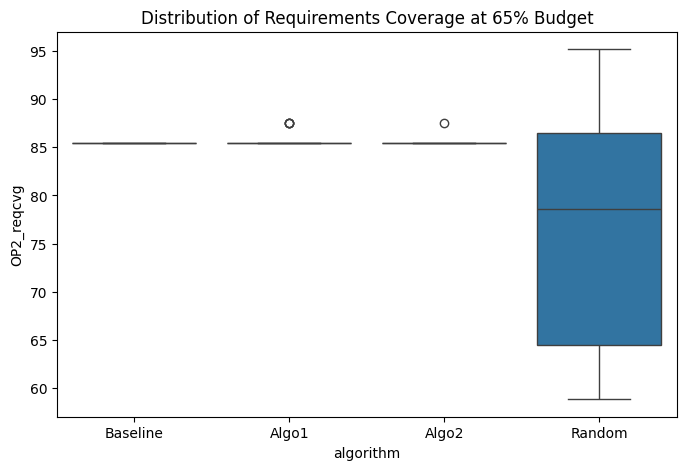 Distribution of Requirements Coverage at 65% Budget
OP2_reqcvg
95
90
85
80
75
70
65
60
Baseline
Algo1
Algo2
Random
algorithm